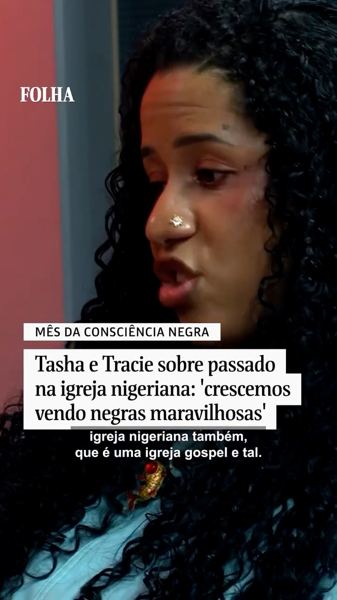 FOLHA
MÊS DA CONSCIÊNCIA NEGRA
Tasha e Tracie sobre passado
na igreja nigeriana: 'crescemos
vendo negras maravilhosas'
igreja nigeriana também,
que é uma igreja gospel e tal.